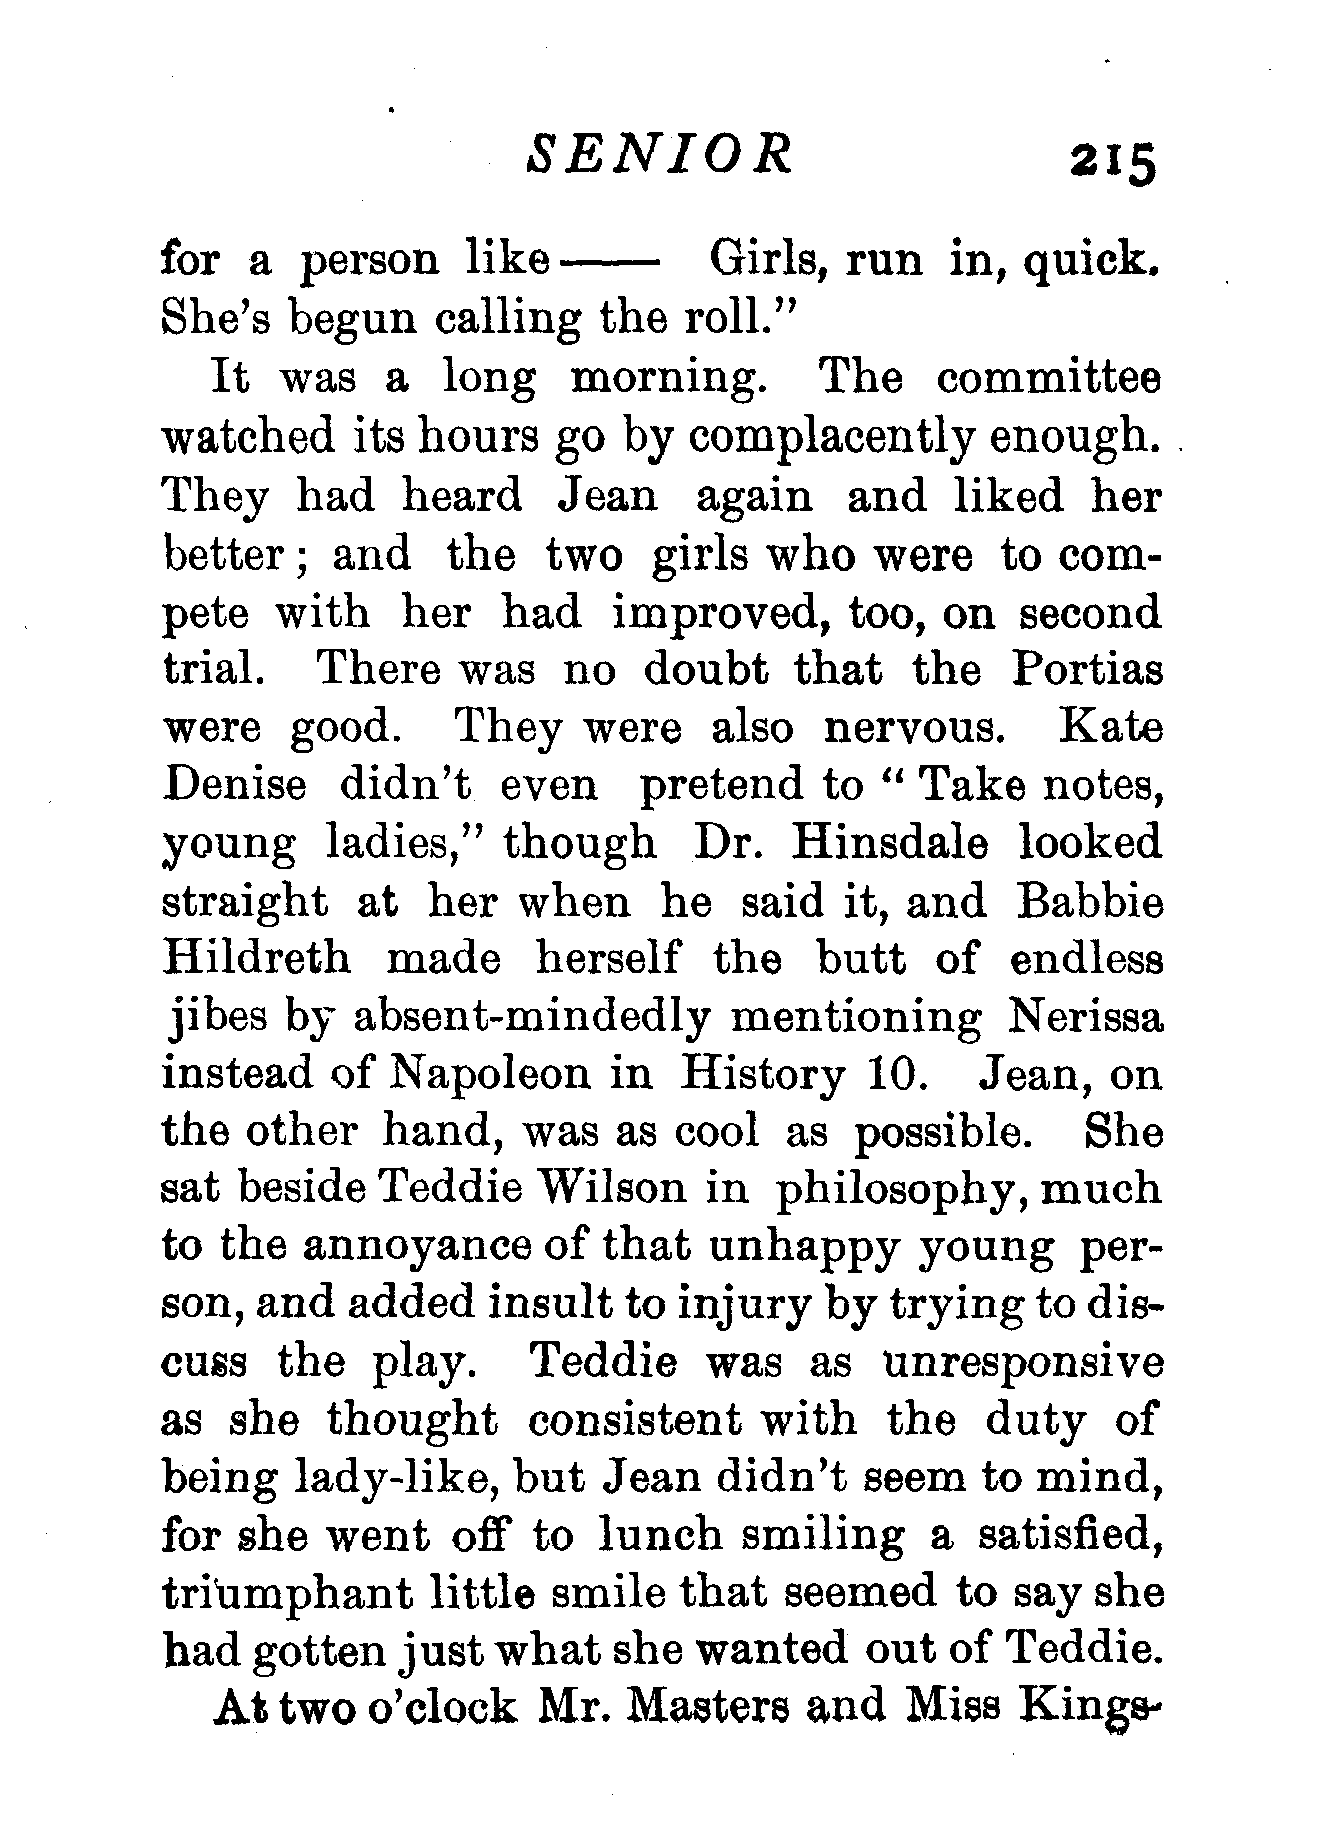 SENIOR 215
for a person like—— Girls, run in, quick.
She's begun calling the roll."
It was a long morning. The committee
watched its hours go by complacently enough.
They had heard Jean again and liked her
better; and the two girls who were to com-
pete with her had improved, too, on second
trial. There was no doubt that the Portias
were good. They were also nervous. Kate
Denise didn't even pretend to "Take notes,
young ladies," though Dr. Hinsdale looked
straight at her when he said it, and Babbie
Hildreth made herself the butt of endless
jibes by absent-mindedly mentioning Nerissa
instead of Napoleon in History 10. Jean, on
the other hand, was as cool as possible. She
sat beside Teddie Wilson in philosophy, much
to the annoyance of that unhappy young per-
son, and added insult to injury by trying to dis-
cuss the play. Teddie was as unresponsive
as she thought consistent with the duty of
being lady-like, but Jean didn't seem to mind,
for she went off to lunch smiling a satisfied,
triumphant little smile that seemed to say she
had gotten just what she wanted out of Teddie.
At two o'clock Mr. Masters and Miss Kings-